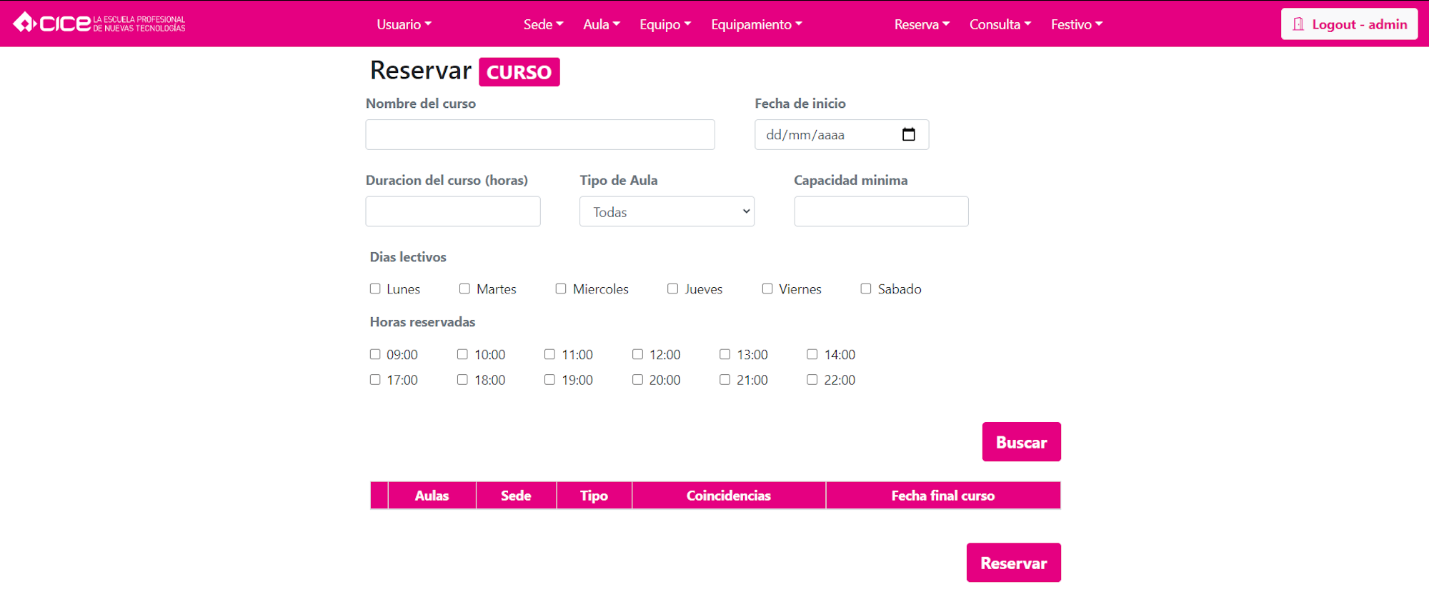 CICE LA ESCUELA PROFESIONAL
DE NUEVAS TECNOLOGÍAS
Usuario Sede Aula Equipo Equipamiento Reserva Consulta Festivo Logout - admin
Reservar CURSO
Nombre del curso Fecha de inicio
dd/mm/aaaa
Duracion del curso (horas) Tipo de Aula Capacidad minima
Todas
Dias lectivos
Lunes Martes Miercoles Jueves Viernes Sabado
Horas reservadas
09:00 10:00 11:00 12:00 13:00 14:00
17:00 18:00 19:00 20:00 21:00 22:00
Buscar
Aulas Sede Tipo Coincidencias Fecha final curso
Reservar